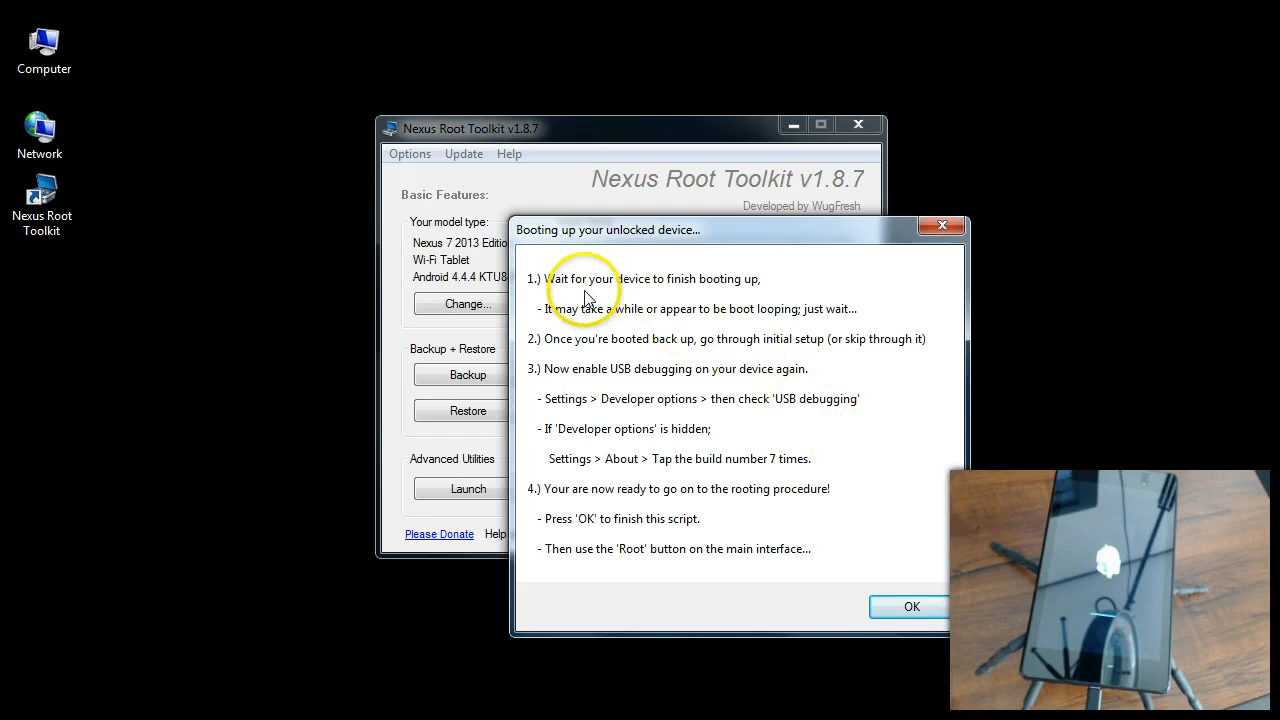 Computer
Network
Nexus Root
Toolkit
Nexus Root Toolkit v1.8.7
Options Update Help
Nexus Root Toolkit v1.8.7
Developed by WugFresh
Basic Features:
Your model type:
Nexus 7 2013 Editio
Wi-Fi Tablet
Android 4.4.4 KTU8
Change...
Backup + Restore
Backup
Restore
Advanced Utilities
Launch
Please Donate Help
Booting up your unlocked device...
1.) Wait for your device to finish booting up,
- It may take a while or appear to be boot looping; just wait...
2.) Once you're booted back up, go through initial setup (or skip through it)
3.) Now enable USB debugging on your device again.
- Settings > Developer options > then check 'USB debugging'
- If 'Developer options' is hidden;
Settings > About > Tap the build number 7 times.
4.) Your are now ready to go on to the rooting procedure!
- Press 'OK' to finish this script.
- Then use the 'Root' button on the main interface...
OK